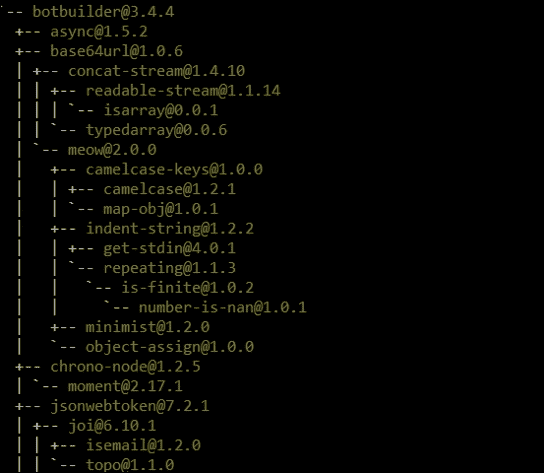 `-- botbuilder@3.4.4
+-- async@1.5.2
+-- base64url@1.0.6
| +-- concat-stream@1.4.10
| | +-- readable-stream@1.1.14
| | | `-- isarray@0.0.1
| | `-- typedarray@0.0.6
| `-- meow@2.0.0
|   +-- camelcase-keys@1.0.0
|   | +-- camelcase@1.2.1
|   | `-- map-obj@1.0.1
|   +-- indent-string@1.2.2
|   | +-- get-stdin@4.0.1
|   | `-- repeating@1.1.3
|   |   `-- is-finite@1.0.2
|   |     `-- number-is-nan@1.0.1
|   +-- minimist@1.2.0
|   `-- object-assign@1.0.0
+-- chrono-node@1.2.5
| `-- moment@2.17.1
+-- jsonwebtoken@7.2.1
| +-- joi@6.10.1
| | +-- isemail@1.2.0
| | `-- topo@1.1.0